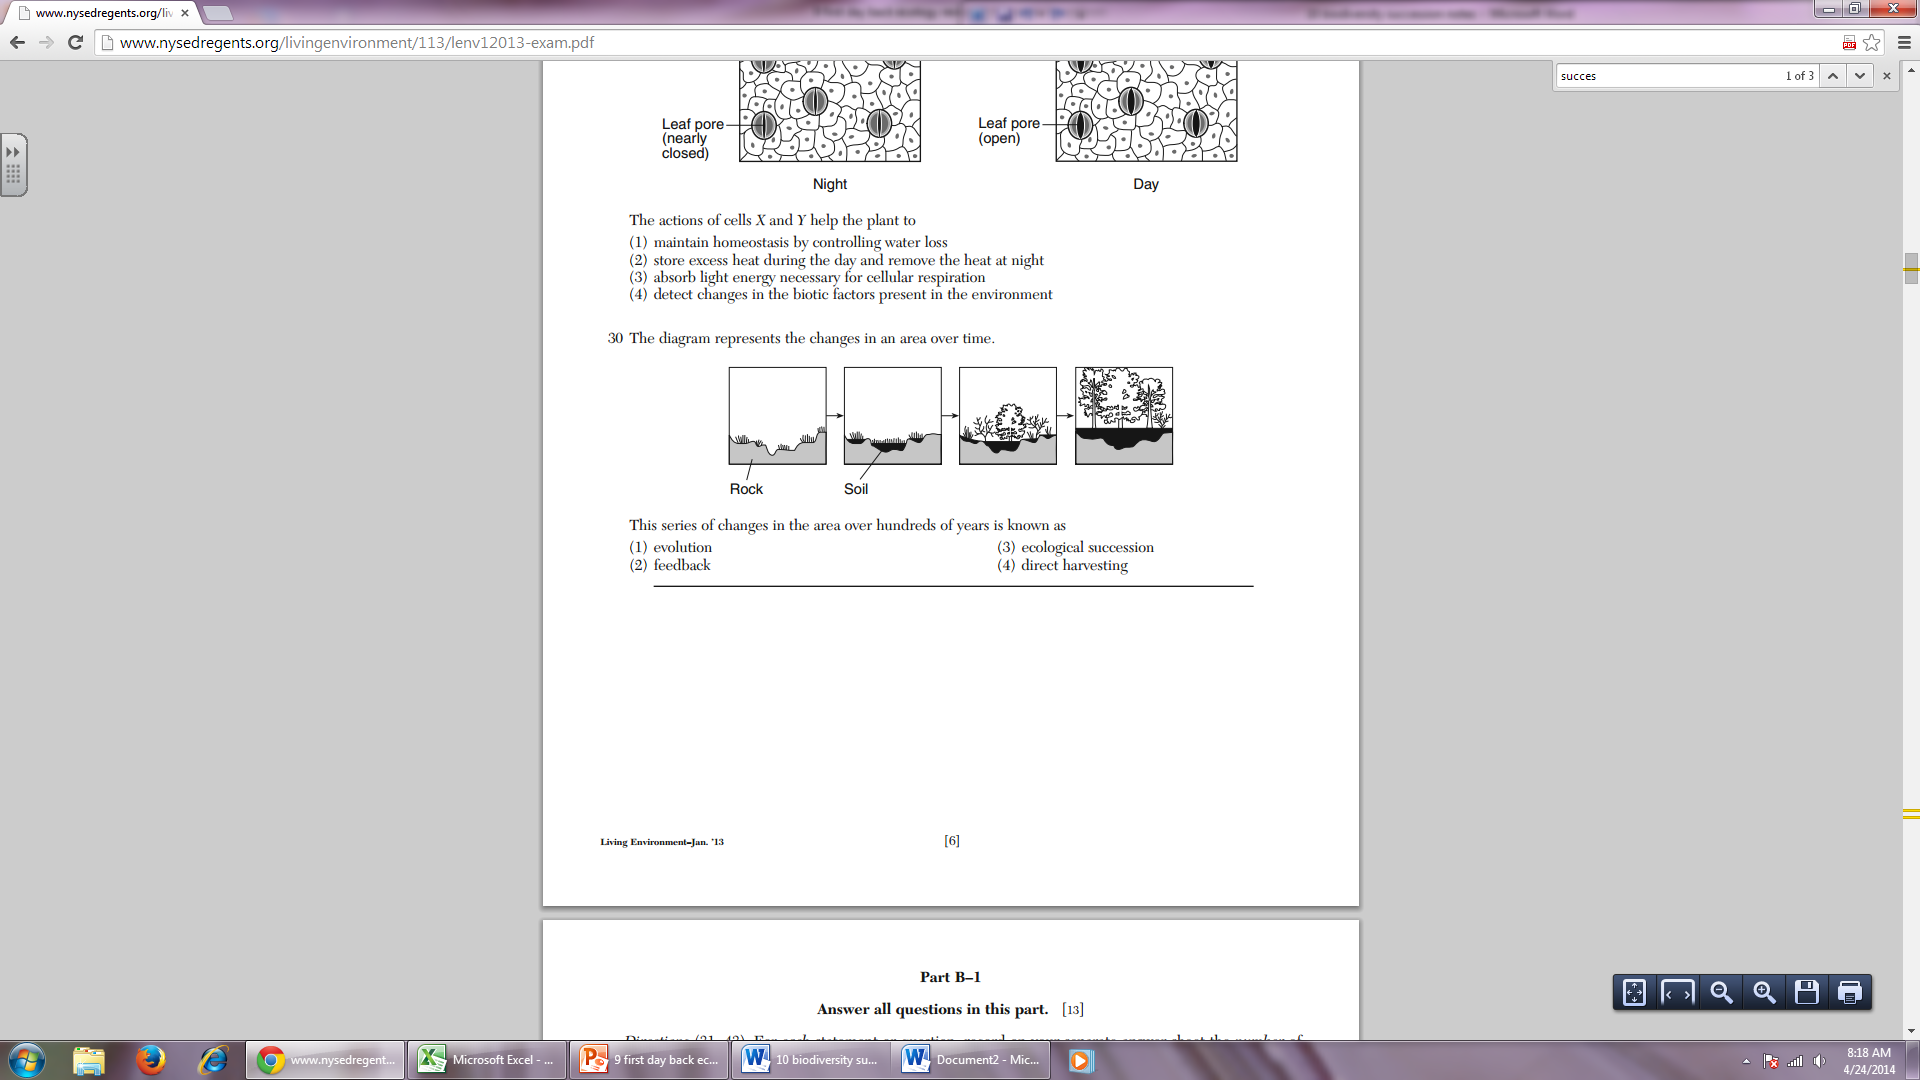 www.nysedregents.org/liv
www.nysedregents.org/livingenvironment/113/lenv12013-exam.pdf
succes
1 of 3
Leaf pore
(nearly
closed)
Night
Leaf pore
(open)
Day
The actions of cells X and Y help the plant to
(1) maintain homeostasis by controlling water loss
(2) store excess heat during the day and remove the heat at night
(3) absorb light energy necessary for cellular respiration
(4) detect changes in the biotic factors present in the environment
30 The diagram represents the changes in an area over time.
Rock
Soil
This series of changes in the area over hundreds of years is known as
(1) evolution
(2) feedback
(3) ecological succession
(4) direct harvesting
Living Environment–Jan. '13
[6]
Part B–1
Answer all questions in this part. [13]
www.nysedregent...
Microsoft Excel - ...
9 first day back ec...
10 biodiversity su...
Document2 - Mic...
8:18 AM
4/24/2014